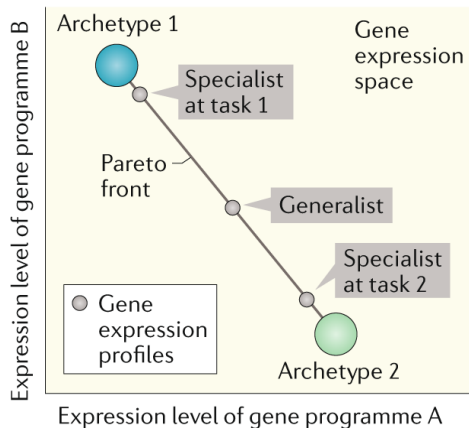 Archetype 1
Gene
expression
space
Specialist
at task 1
Pareto
front
Generalist
Specialist
at task 2
Gene
expression
profiles
Archetype 2
Expression level of gene programme B
Expression level of gene programme A